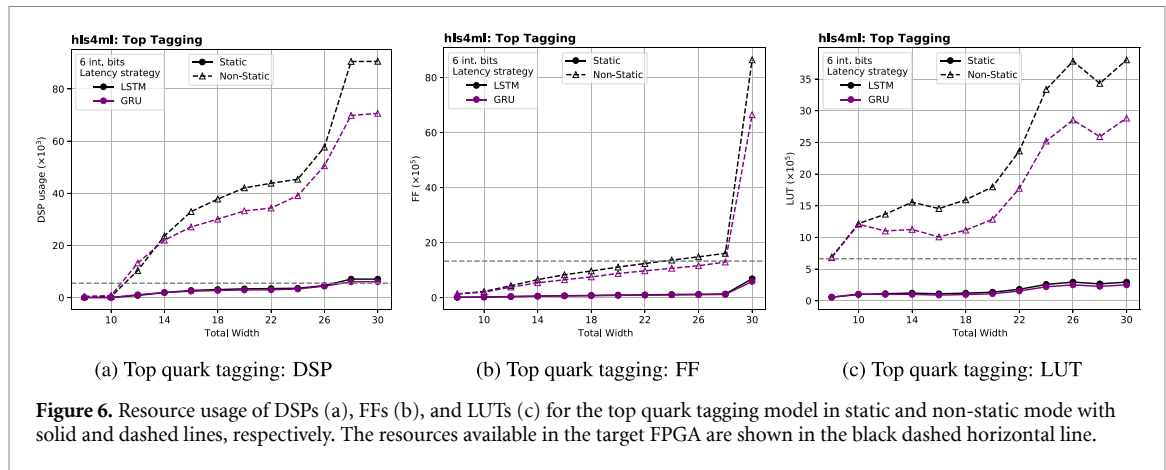 hls4ml: Top Tagging
6 int, bits
Latency strategy
LSTM
GRU
Static
Non-Static
DSP usage (×10³)
80
60
40
20
0
10
14
18
22
26
30
Total Width
(a) Top quark tagging: DSP
hls4ml: Top Tagging
6 int, bits
Latency strategy
LSTM
GRU
Static
Non-Static
FF (×10⁵)
80
60
40
20
0
10
14
18
22
26
30
Total Width
(b) Top quark tagging: FF
hls4ml: Top Tagging
6 int, bits
Latency strategy
LSTM
GRU
Static
Non-Static
LUT (×10⁵)
35
30
25
20
15
10
5
0
10
14
18
22
26
30
Total Width
(c) Top quark tagging: LUT
Figure 6. Resource usage of DSPs (a), FFs (b), and LUTs (c) for the top quark tagging model in static and non-static mode with
solid and dashed lines, respectively. The resources available in the target FPGA are shown in the black dashed horizontal line.